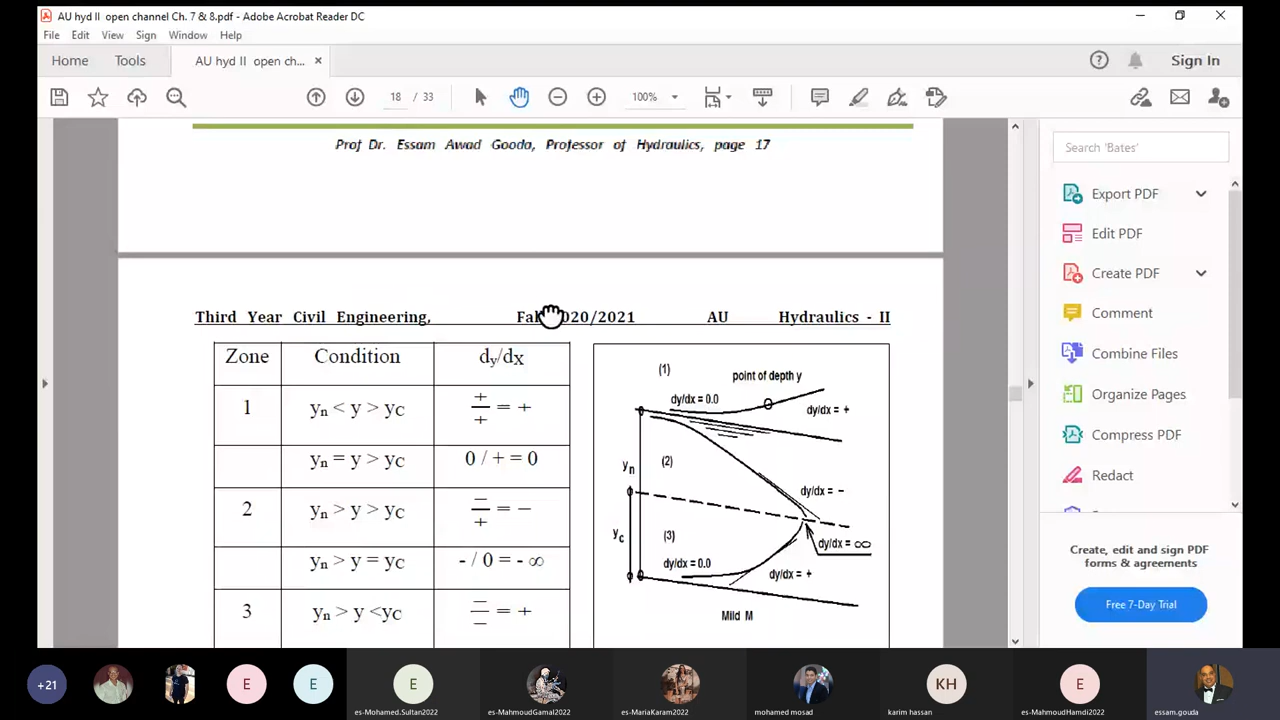 AU hyd II open channel Ch. 7 & 8.pdf - Adobe Acrobat Reader DC
File Edit View Sign Window Help
Home Tools AU hyd II open ch... ×
Sign In
18 / 33 100%
Search 'Bates'
Export PDF
Edit PDF
Create PDF
Comment
Combine Files
Organize Pages
Compress PDF
Redact
Create, edit and sign PDF
forms & agreements
Free 7-Day Trial
Prof Dr. Essam Awad Gooda, Professor of Hydraulics, page 17
Third Year Civil Engineering, Fal 020/2021 AU Hydraulics - II
Zone Condition dy/dx
1 yn < y > yc + / + = +
yn = y > yc 0 / + = 0
2 yn > y > yc − / + = −
yn > y = yc - / 0 = - ∞
3 yn > y <yc − / − = +
(1)
point of depth y
dy/dx = 0.0
dy/dx = +
(2)
yn
dy/dx = −
yc
(3)
dy/dx = ∞
dy/dx = 0.0
dy/dx = +
Mild M
+21 E E E KH E
es-Mohamed.Sultan2022 es-MahmoudGamal2022 es-MariaKaram2022 mohamed mosad karim hassan es-MahmoudHamdi2022 essam.gouda